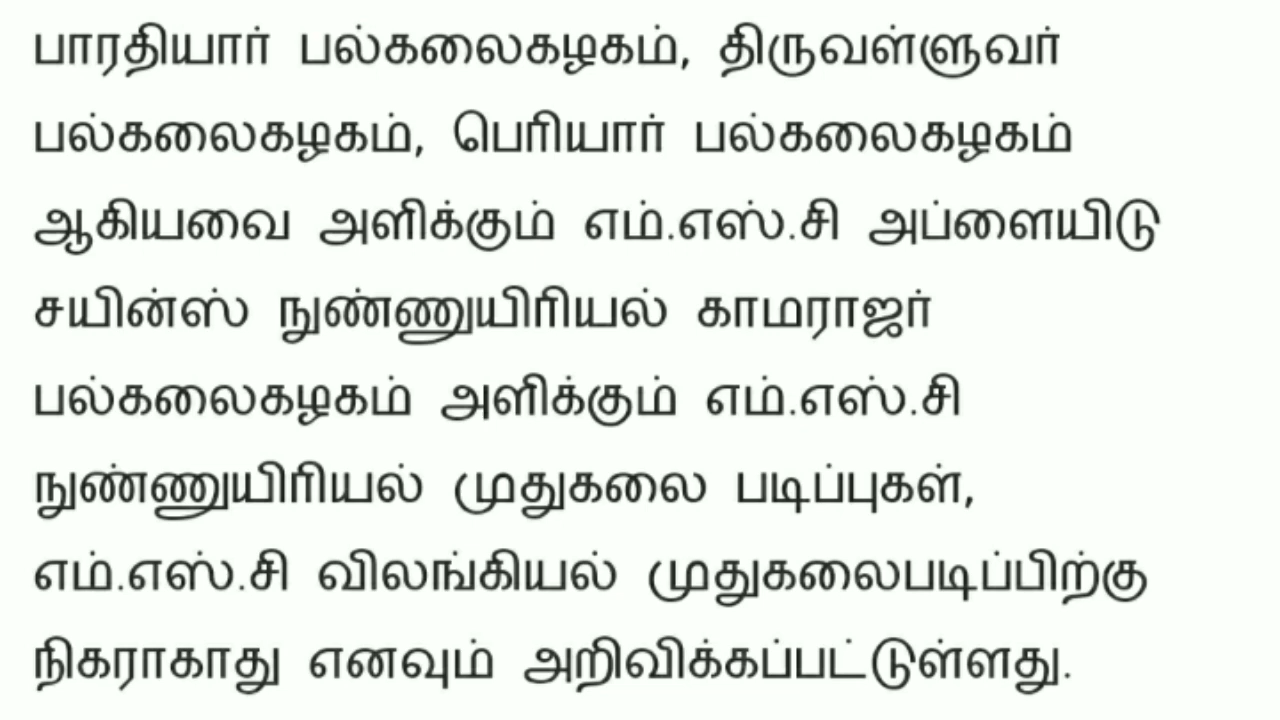 பாரதியார் பல்கலைகழகம், திருவள்ளுவர்
பல்கலைகழகம், பெரியார் பல்கலைகழகம்
ஆகியவை அளிக்கும் எம்.எஸ்.சி அப்ளையிடு
சயின்ஸ் நுண்ணுயிரியல் காமராஜர்
பல்கலைகழகம் அளிக்கும் எம்.எஸ்.சி
நுண்ணுயிரியல் முதுகலை படிப்புகள்,
எம்.எஸ்.சி விலங்கியல் முதுகலைபடிப்பிற்கு
நிகராகாது எனவும் அறிவிக்கப்பட்டுள்ளது.